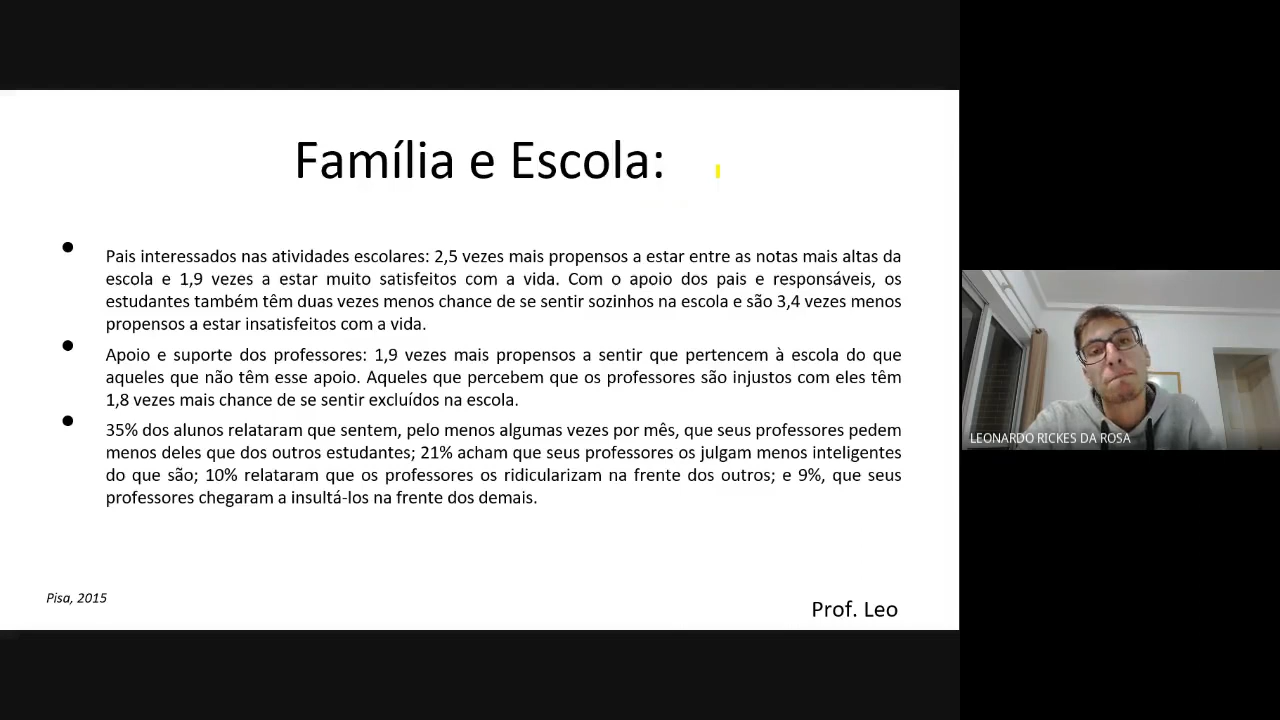 Família e Escola:
Pais interessados nas atividades escolares: 2,5 vezes mais propensos a estar entre as notas mais altas da
escola e 1,9 vezes a estar muito satisfeitos com a vida. Com o apoio dos pais e responsáveis, os
estudantes também têm duas vezes menos chance de se sentir sozinhos na escola e são 3,4 vezes menos
propensos a estar insatisfeitos com a vida.
Apoio e suporte dos professores: 1,9 vezes mais propensos a sentir que pertencem à escola do que
aqueles que não têm esse apoio. Aqueles que percebem que os professores são injustos com eles têm
1,8 vezes mais chance de se sentir excluídos na escola.
35% dos alunos relataram que sentem, pelo menos algumas vezes por mês, que seus professores pedem
menos deles que dos outros estudantes; 21% acham que seus professores os julgam menos inteligentes
do que são; 10% relataram que os professores os ridicularizam na frente dos outros; e 9%, que seus
professores chegaram a insultá-los na frente dos demais.
Pisa, 2015
Prof. Leo
LEONARDO RICKES DA ROSA